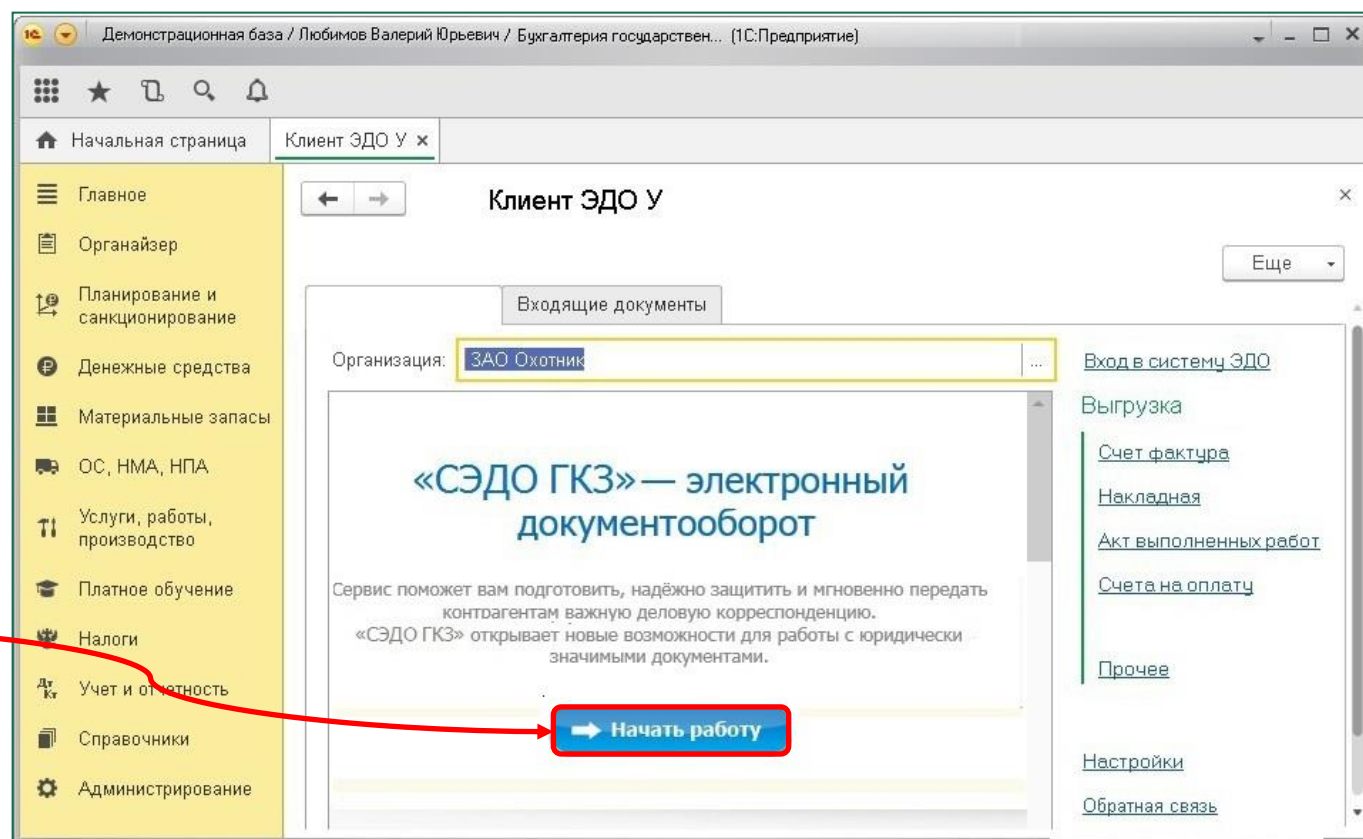 Демонстрационная база / Любимов Валерий Юрьевич / Бухгалтерия государствен... (1С:Предприятие)
Начальная страница
Клиент ЭДО У
Главное
Органайзер
Планирование и
санкционирование
Денежные средства
Материальные запасы
ОС, НМА, НПА
Услуги, работы,
производство
Платное обучение
Налоги
Учет и отчетность
Справочники
Администрирование
Клиент ЭДО У
Еще
Входящие документы
Организация:
ЗАО Охотник
...
«СЭДО ГКЗ» — электронный
документооборот
Сервис поможет вам подготовить, надёжно защитить и мгновенно передать
контрагентам важную деловую корреспонденцию.
«СЭДО ГКЗ» открывает новые возможности для работы с юридически
значимыми документами.
Начать работу
Вход в систему ЭДО
Выгрузка
Счет фактура
Накладная
Акт выполненных работ
Счета на оплату
Прочее
Настройки
Обратная связь